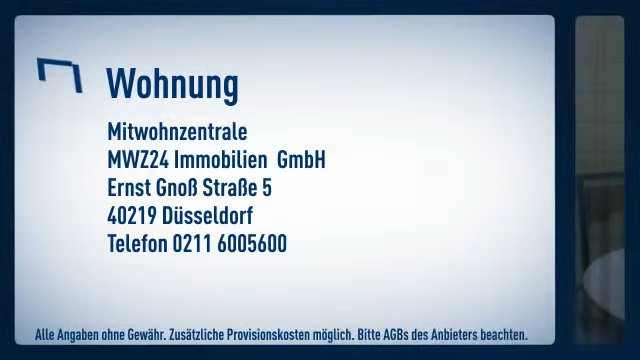 Wohnung
Mitwohnzentrale
MWZ24 Immobilien GmbH
Ernst Gnoß Straße 5
40219 Düsseldorf
Telefon 0211 6005600
Alle Angaben ohne Gewähr. Zusätzliche Provisionskosten möglich. Bitte AGBs des Anbieters beachten.